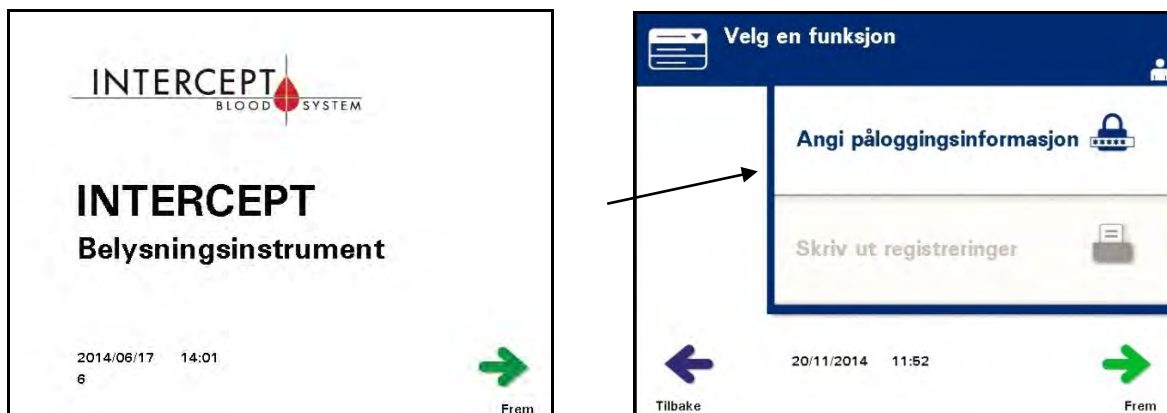 INTERCEPT
BLOOD SYSTEM
INTERCEPT
Belysningsinstrument
2014/06/17 14:01
6
Frem
Velg en funksjon
Angi påloggingsinformasjon
*****
Skriv ut registreringer
20/11/2014 11:52
Tilbake
Frem